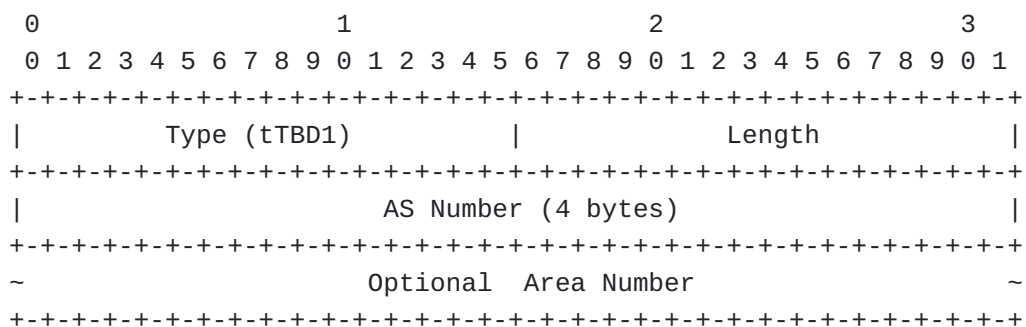 0                   1                   2                   3
 0 1 2 3 4 5 6 7 8 9 0 1 2 3 4 5 6 7 8 9 0 1 2 3 4 5 6 7 8 9 0 1
+-+-+-+-+-+-+-+-+-+-+-+-+-+-+-+-+-+-+-+-+-+-+-+-+-+-+-+-+-+-+-+-+
|         Type (tTBD1)          |             Length            |
+-+-+-+-+-+-+-+-+-+-+-+-+-+-+-+-+-+-+-+-+-+-+-+-+-+-+-+-+-+-+-+-+
|                       AS Number (4 bytes)                     |
+-+-+-+-+-+-+-+-+-+-+-+-+-+-+-+-+-+-+-+-+-+-+-+-+-+-+-+-+-+-+-+-+
~                      Optional  Area Number                    ~
+-+-+-+-+-+-+-+-+-+-+-+-+-+-+-+-+-+-+-+-+-+-+-+-+-+-+-+-+-+-+-+-+